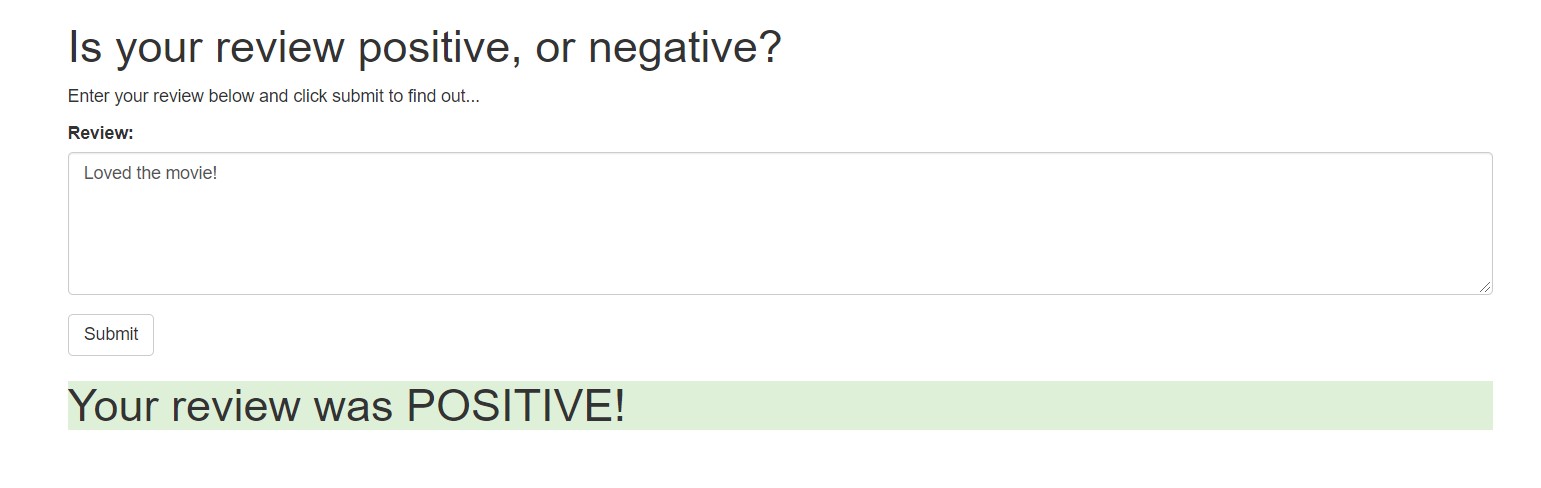 Is your review positive, or negative?
Enter your review below and click submit to find out...
Review:
Loved the movie!
Submit
Your review was POSITIVE!